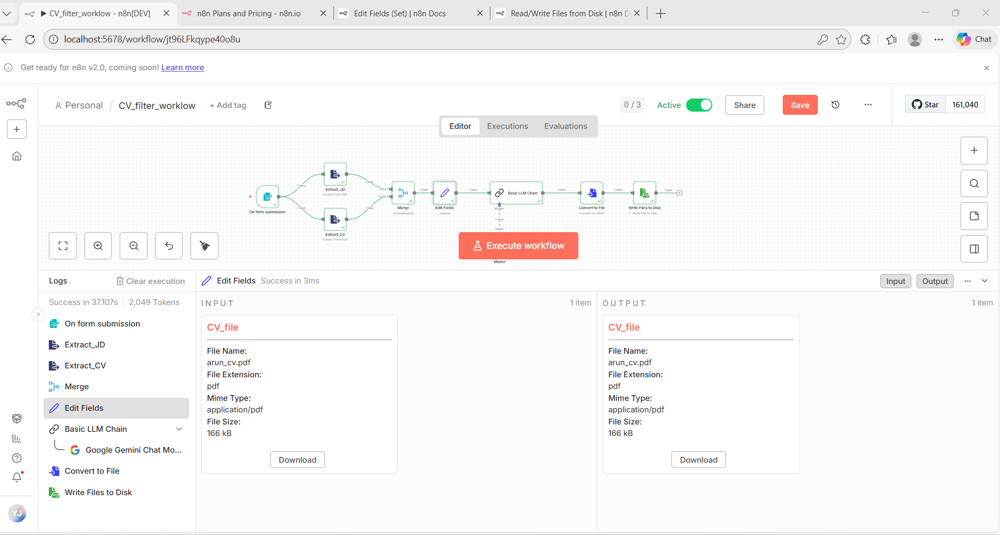 CV_filter_worklow - n8n[DEV]
n8n Plans and Pricing - n8n.io
Edit Fields (Set) | n8n Docs
Read/Write Files from Disk | n8n D
localhost:5678/workflow/jt96LFkqype40o8u
Chat
Get ready for n8n v2.0, coming soon! Learn more
Personal / CV_filter_worklow + Add tag
0 / 3
Active
Share
Save
...
Star 161,040
Editor Executions Evaluations
1 item
1 item
Extract_JD
Extract From PDF
1 item
1 item
Extract_CV
Extract From PDF
On form submission
Input 1
Input 2
Merge
chooseBranch
1 item
Edit Fields
manual
1 item
Basic LLM Chain
Model*
1 item
Model
1 item
Convert to File
Convert to JSON
1 item
Write Files to Disk
Write File to Disk
1 item
Execute workflow
Model
Logs
Clear execution
Edit Fields Success in 3ms
Input
Output
...
Success in 37.107s 2,049 Tokens
On form submission
Extract_JD
Extract_CV
Merge
Edit Fields
Basic LLM Chain
Google Gemini Chat Mo...
Convert to File
Write Files to Disk
YJ
INPUT
1 item
CV_file
File Name:
arun_cv.pdf
File Extension:
pdf
Mime Type:
application/pdf
File Size:
166 kB
Download
OUTPUT
1 item
CV_file
File Name:
arun_cv.pdf
File Extension:
pdf
Mime Type:
application/pdf
File Size:
166 kB
Download